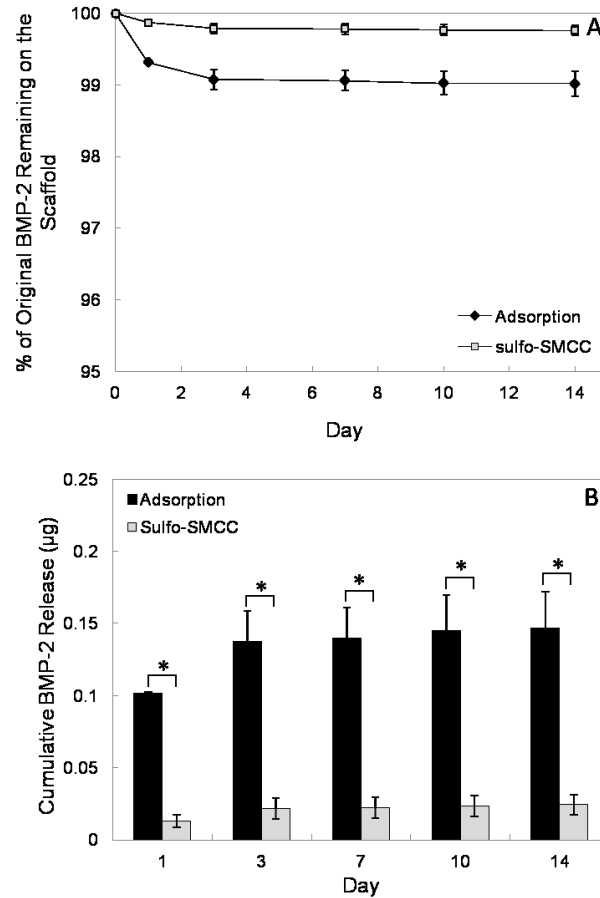 A
% of Original BMP-2 Remaining on the
Scaffold
100
99
98
97
96
95
Adsorption
sulfo-SMCC
0 2 4 6 8 10 12 14
Day
B
Cumulative BMP-2 Release (µg)
0.25
0.2
0.15
0.1
0.05
0
Adsorption
Sulfo-SMCC
* * * * *
1 3 7 10 14
Day